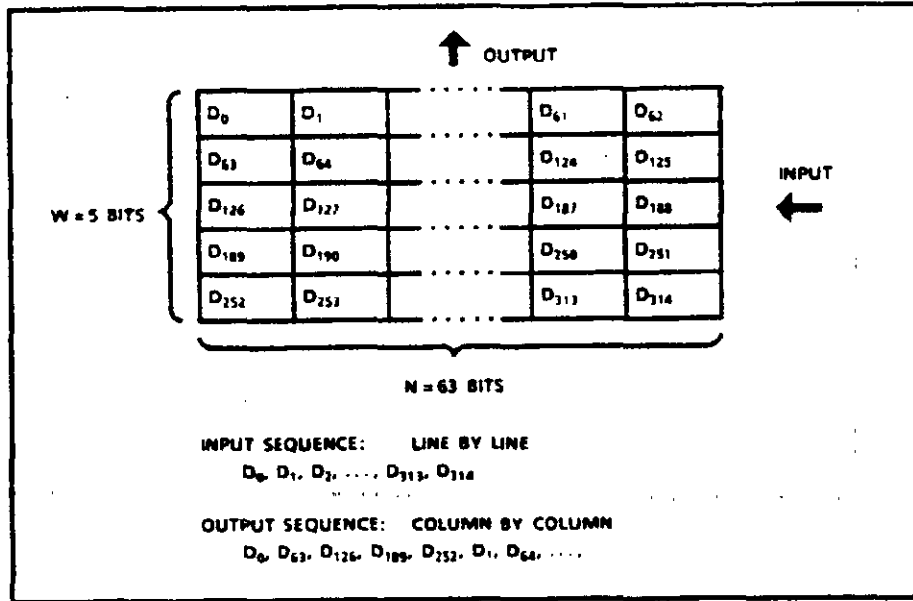 OUTPUT
D₀ D₁ ..... D₆₁ D₆₂
D₆₃ D₆₄ ..... D₁₂₄ D₁₂₅
INPUT
W = 5 BITS
D₁₂₆ D₁₂₇ ..... D₁₈₇ D₁₈₈
D₁₈₉ D₁₉₀ ..... D₂₅₀ D₂₅₁
D₂₅₂ D₂₅₃ ..... D₃₁₃ D₃₁₄
N = 63 BITS
INPUT SEQUENCE: LINE BY LINE
D₀, D₁, D₂, ..., D₃₁₃, D₃₁₄
OUTPUT SEQUENCE: COLUMN BY COLUMN
D₀, D₆₃, D₁₂₆, D₁₈₉, D₂₅₂, D₁, D₆₄, ....,